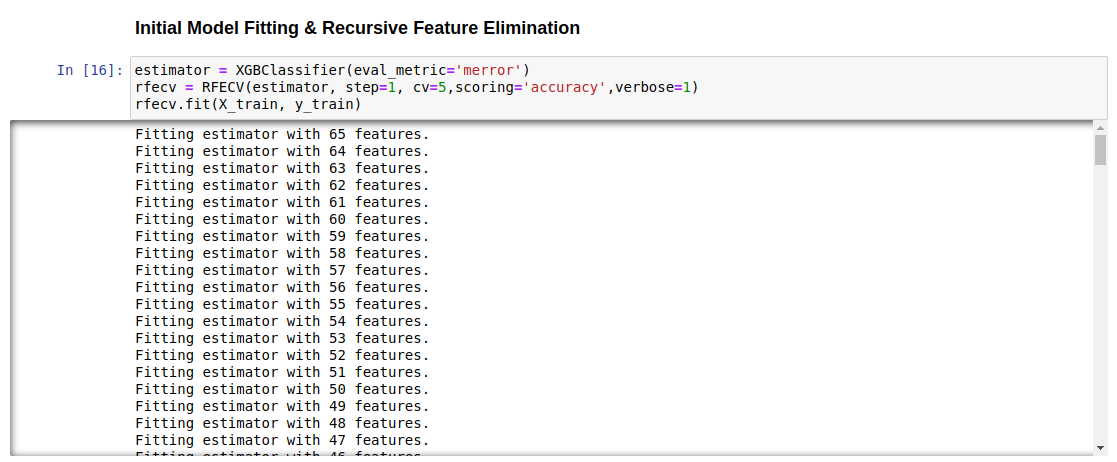 Initial Model Fitting & Recursive Feature Elimination
In [16]: estimator = XGBClassifier(eval_metric='merror')
rfecv = RFECV(estimator, step=1, cv=5,scoring='accuracy',verbose=1)
rfecv.fit(X_train, y_train)
Fitting estimator with 65 features.
Fitting estimator with 64 features.
Fitting estimator with 63 features.
Fitting estimator with 62 features.
Fitting estimator with 61 features.
Fitting estimator with 60 features.
Fitting estimator with 59 features.
Fitting estimator with 58 features.
Fitting estimator with 57 features.
Fitting estimator with 56 features.
Fitting estimator with 55 features.
Fitting estimator with 54 features.
Fitting estimator with 53 features.
Fitting estimator with 52 features.
Fitting estimator with 51 features.
Fitting estimator with 50 features.
Fitting estimator with 49 features.
Fitting estimator with 48 features.
Fitting estimator with 47 features.
Fitting estimator with 46 features.